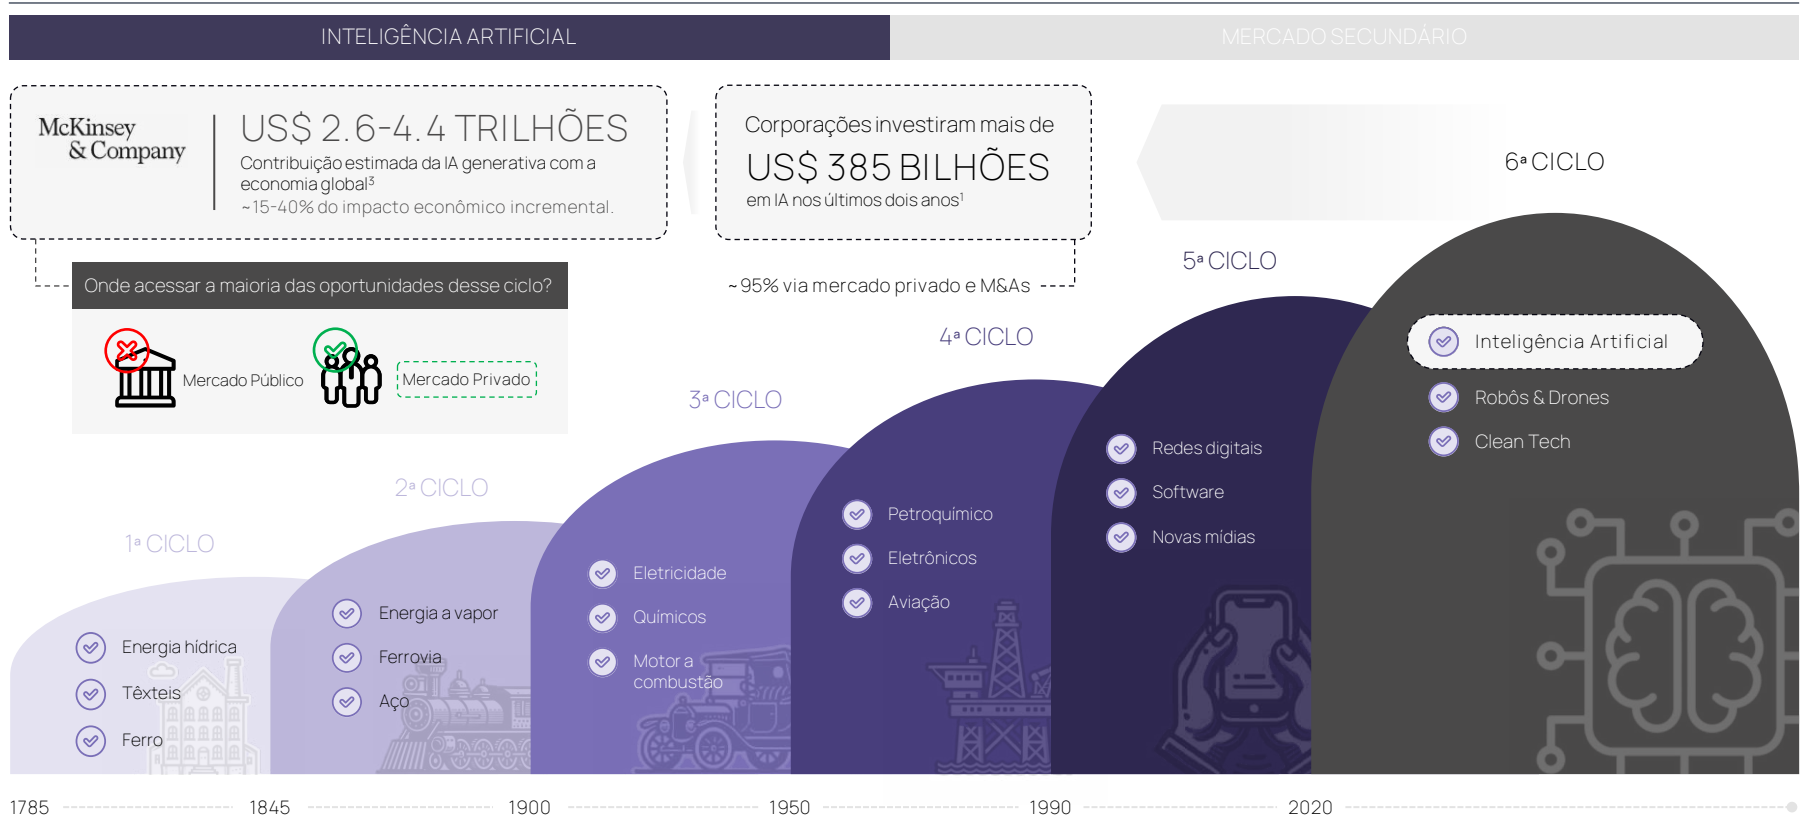 INTELIGÊNCIA ARTIFICIAL
MERCADO SECUNDÁRIO
McKinsey
& Company
US$ 2.6-4.4 TRILHÕES
Contribuição estimada da IA generativa com a
economia global³
~15-40% do impacto econômico incremental.
Corporações investiram mais de
US$ 385 BILHÕES
em IA nos últimos dois anos¹
~95% via mercado privado e M&As
Onde acessar a maioria das oportunidades desse ciclo?
Mercado Público
Mercado Privado
1ª CICLO
Energia hídrica
Têxteis
Ferro
2ª CICLO
Energia a vapor
Ferrovia
Aço
3ª CICLO
Eletricidade
Químicos
Motor a
combustão
4ª CICLO
Petroquímico
Eletrônicos
Aviação
5ª CICLO
Redes digitais
Software
Novas mídias
6ª CICLO
Inteligência Artificial
Robôs & Drones
Clean Tech
1785
1845
1900
1950
1990
2020